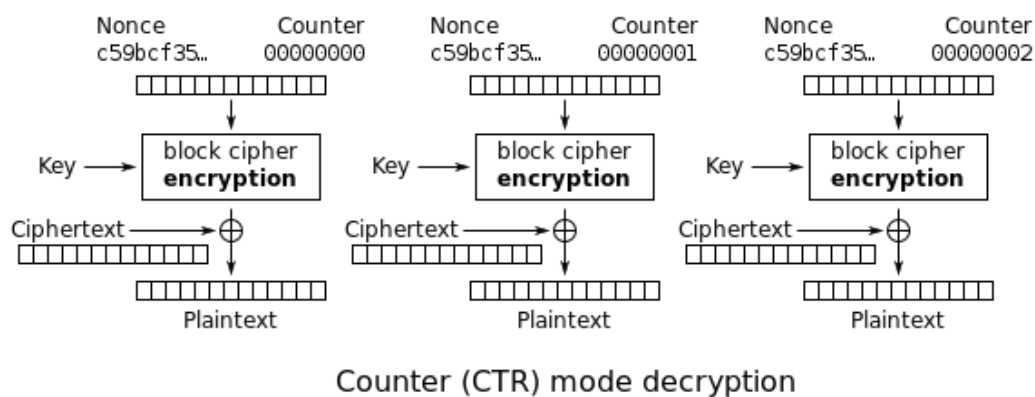 Nonce Counter Nonce Counter Nonce Counter
c59bcf35… 00000000 c59bcf35… 00000001 c59bcf35… 00000002
block cipher block cipher block cipher
Key encryption Key encryption Key encryption
Ciphertext Ciphertext Ciphertext
Plaintext Plaintext Plaintext
Counter (CTR) mode decryption